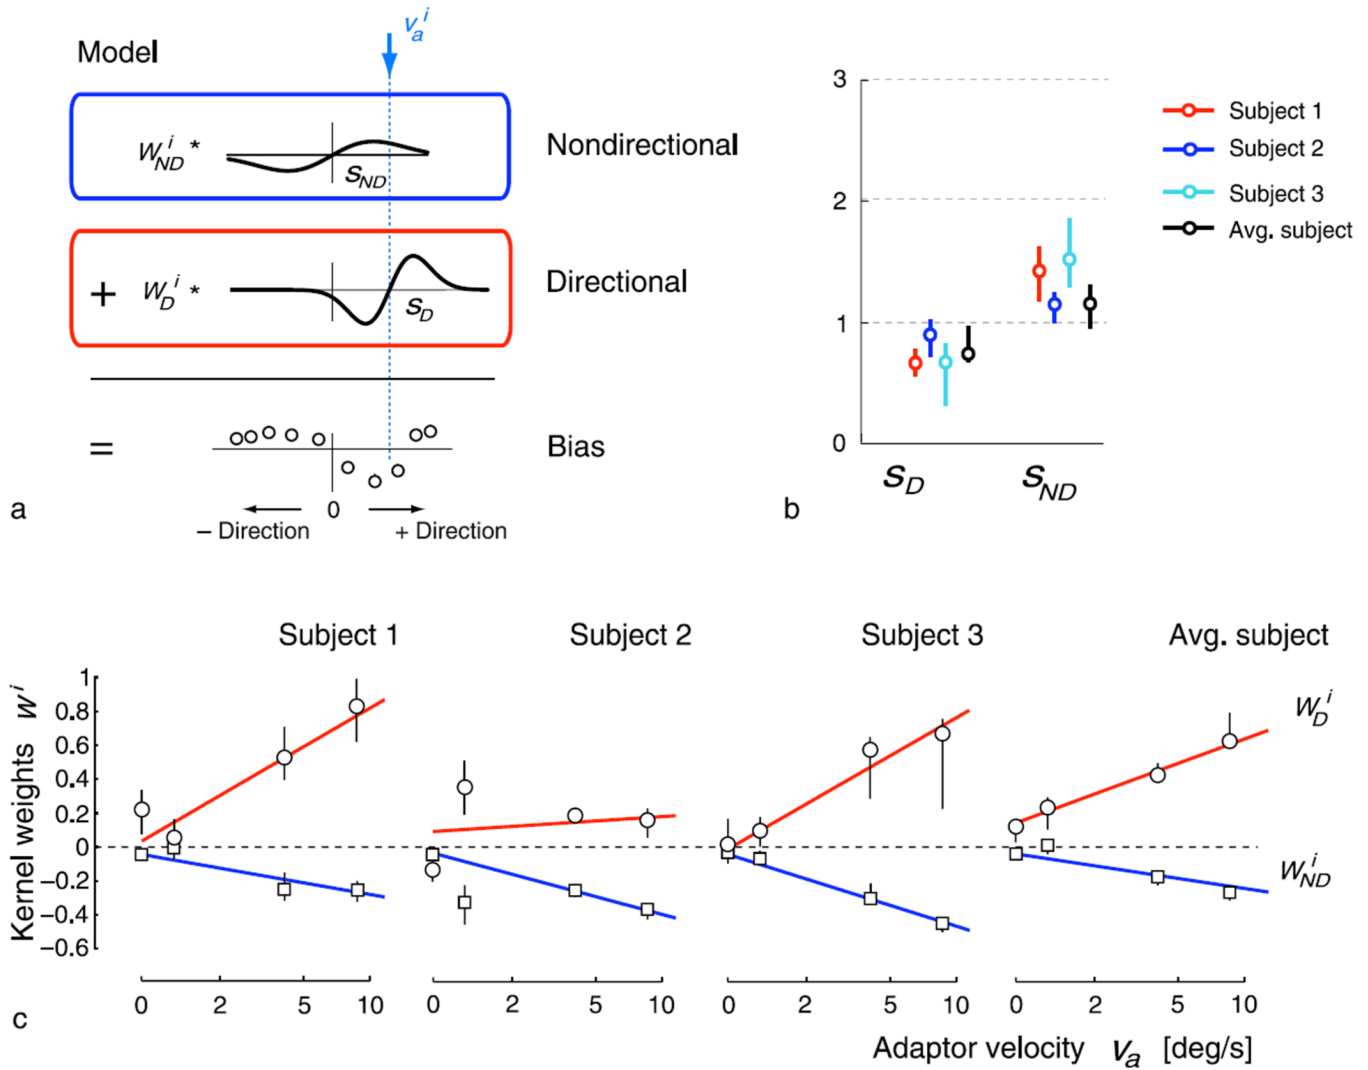 Model
v_a^i
W_ND^i *
S_ND
Nondirectional
+ W_D^i *
S_D
Directional
=
Bias
0
– Direction
+ Direction
a
3
2
1
0
S_D
S_ND
Subject 1
Subject 2
Subject 3
Avg. subject
b
Subject 1
Subject 2
Subject 3
Avg. subject
Kernel weights w^i
1
0.8
0.6
0.4
0.2
0
−0.2
−0.4
−0.6
W_D^i
W_ND^i
0 2 5 10
0 2 5 10
0 2 5 10
0 2 5 10
Adaptor velocity v_a [deg/s]
c